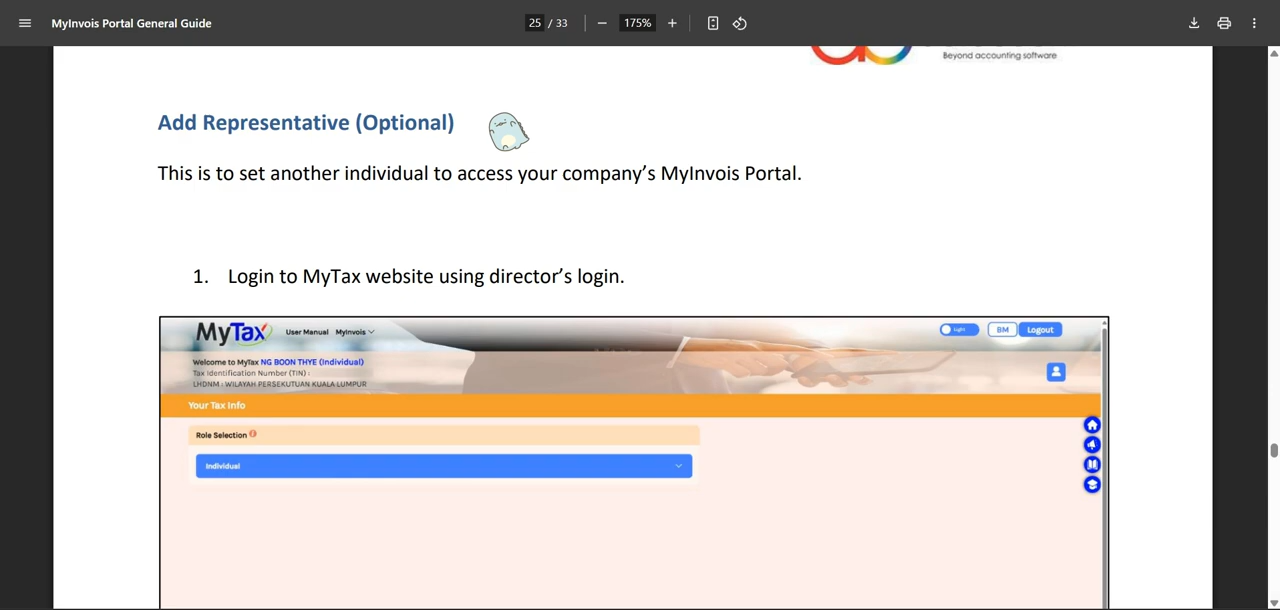 MyInvois Portal General Guide
25 / 33
175%
Beyond accounting software
Add Representative (Optional)
This is to set another individual to access your company's MyInvois Portal.
1. Login to MyTax website using director's login.
MyTax User Manual MyInvois
Light BM Logout
Welcome to MyTax NG BOON THYE (Individual)
Tax Identification Number (TIN) :
LHDNM : WILAYAH PERSEKUTUAN KUALA LUMPUR
Your Tax Info
Role Selection
Individual